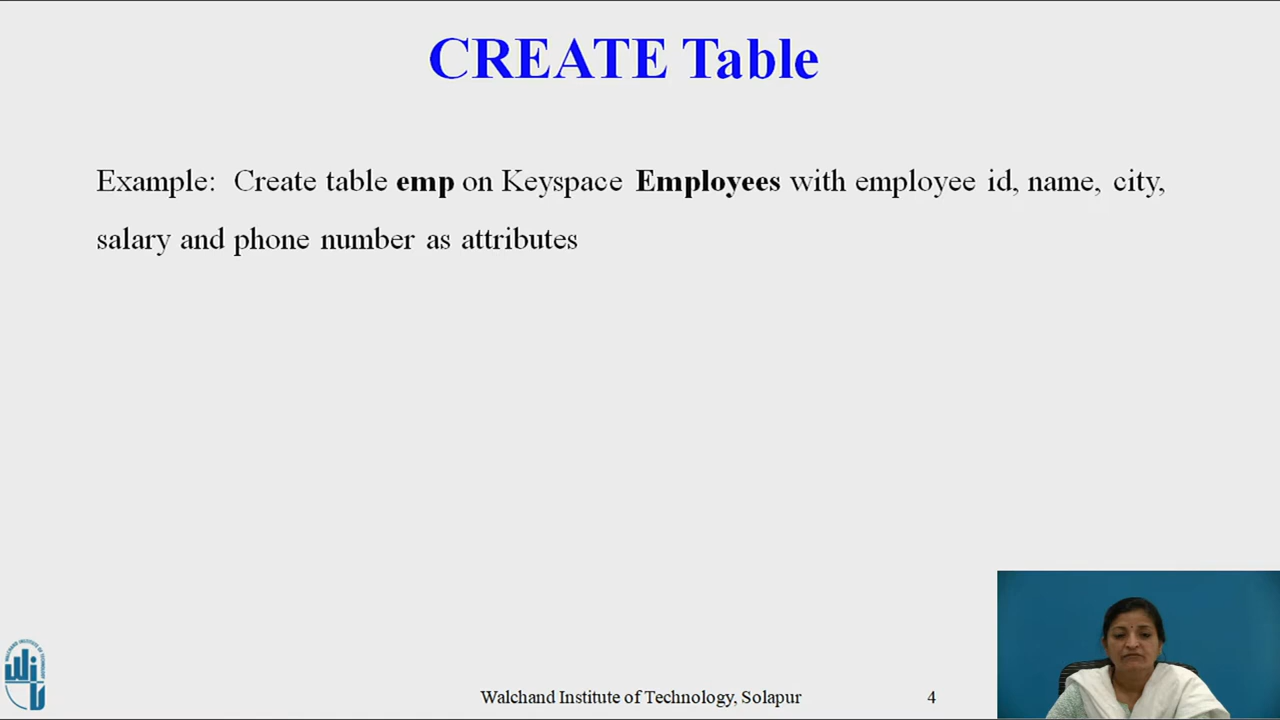 CREATE Table
Example: Create table emp on Keyspace Employees with employee id, name, city,
salary and phone number as attributes
Walchand Institute of Technology, Solapur 4